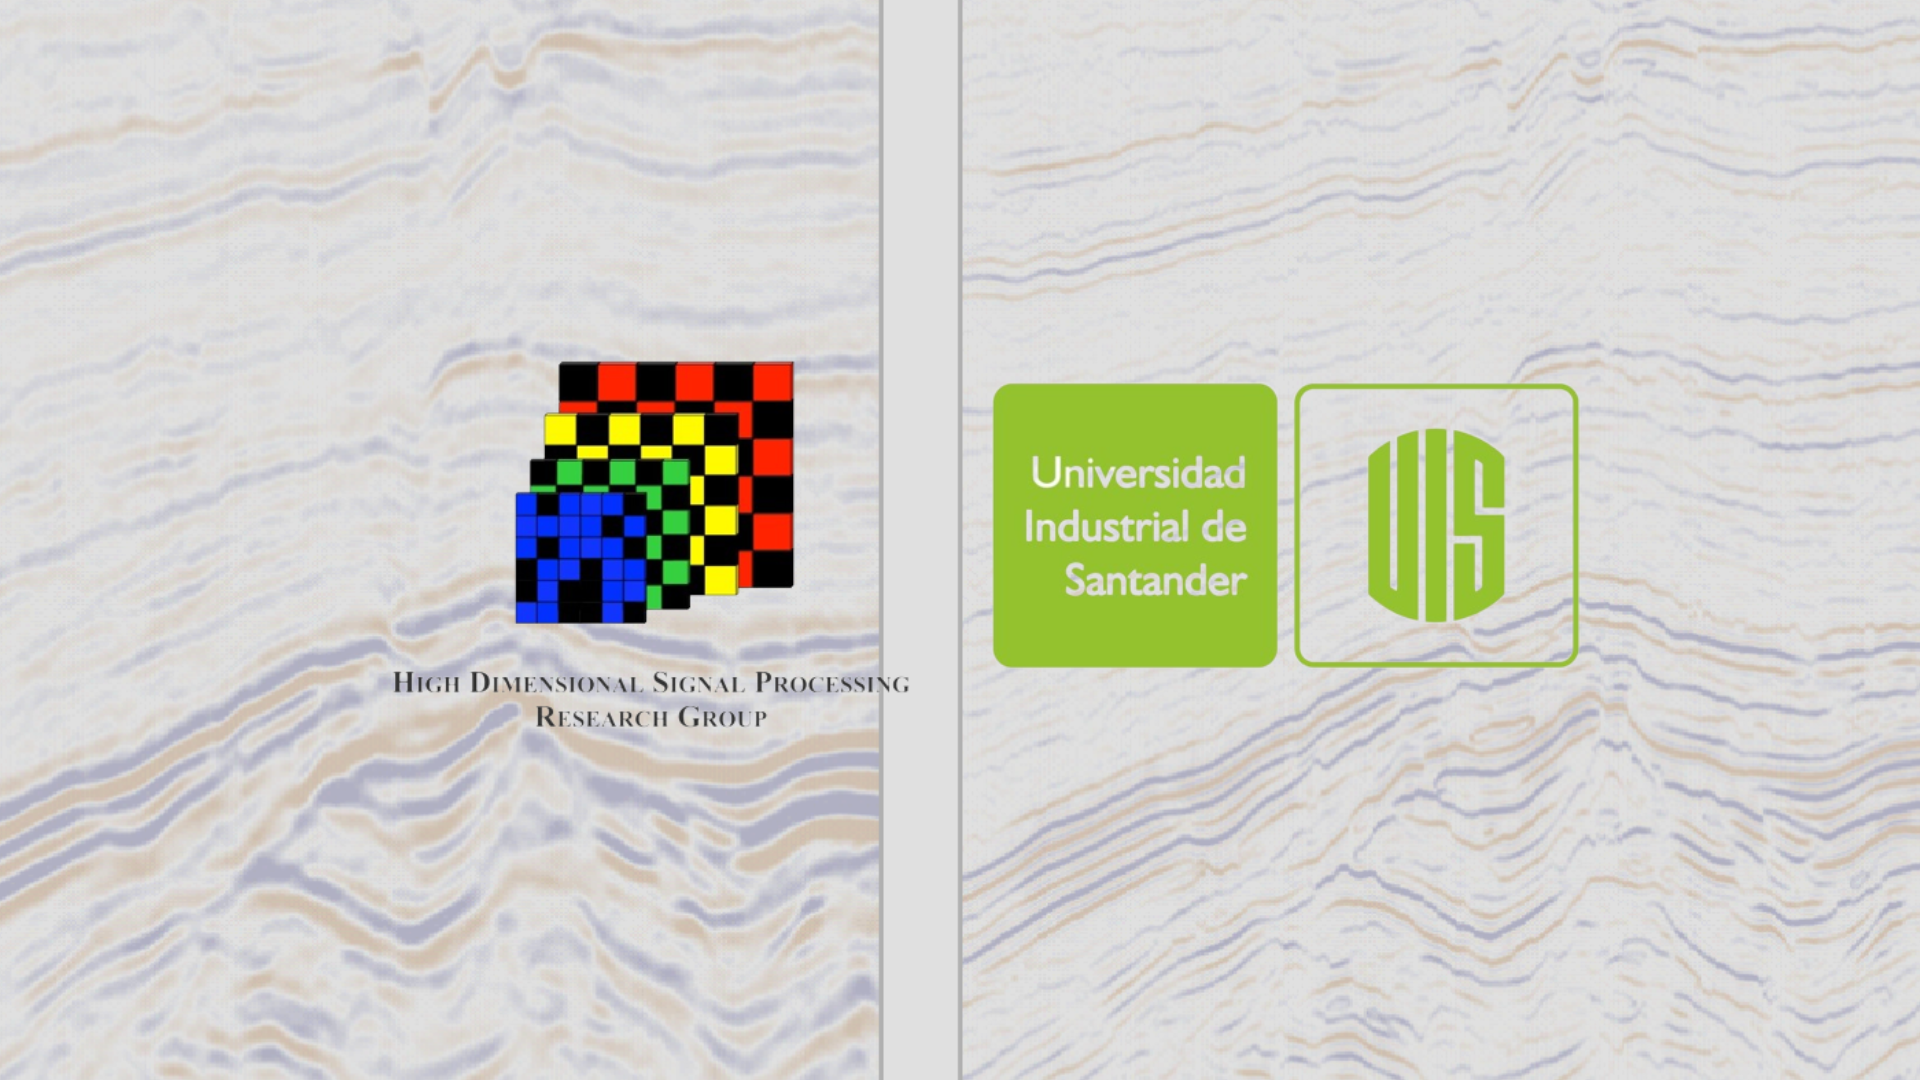 High Dimensional Signal Processing
Research Group
Universidad
Industrial de
Santander
UIS